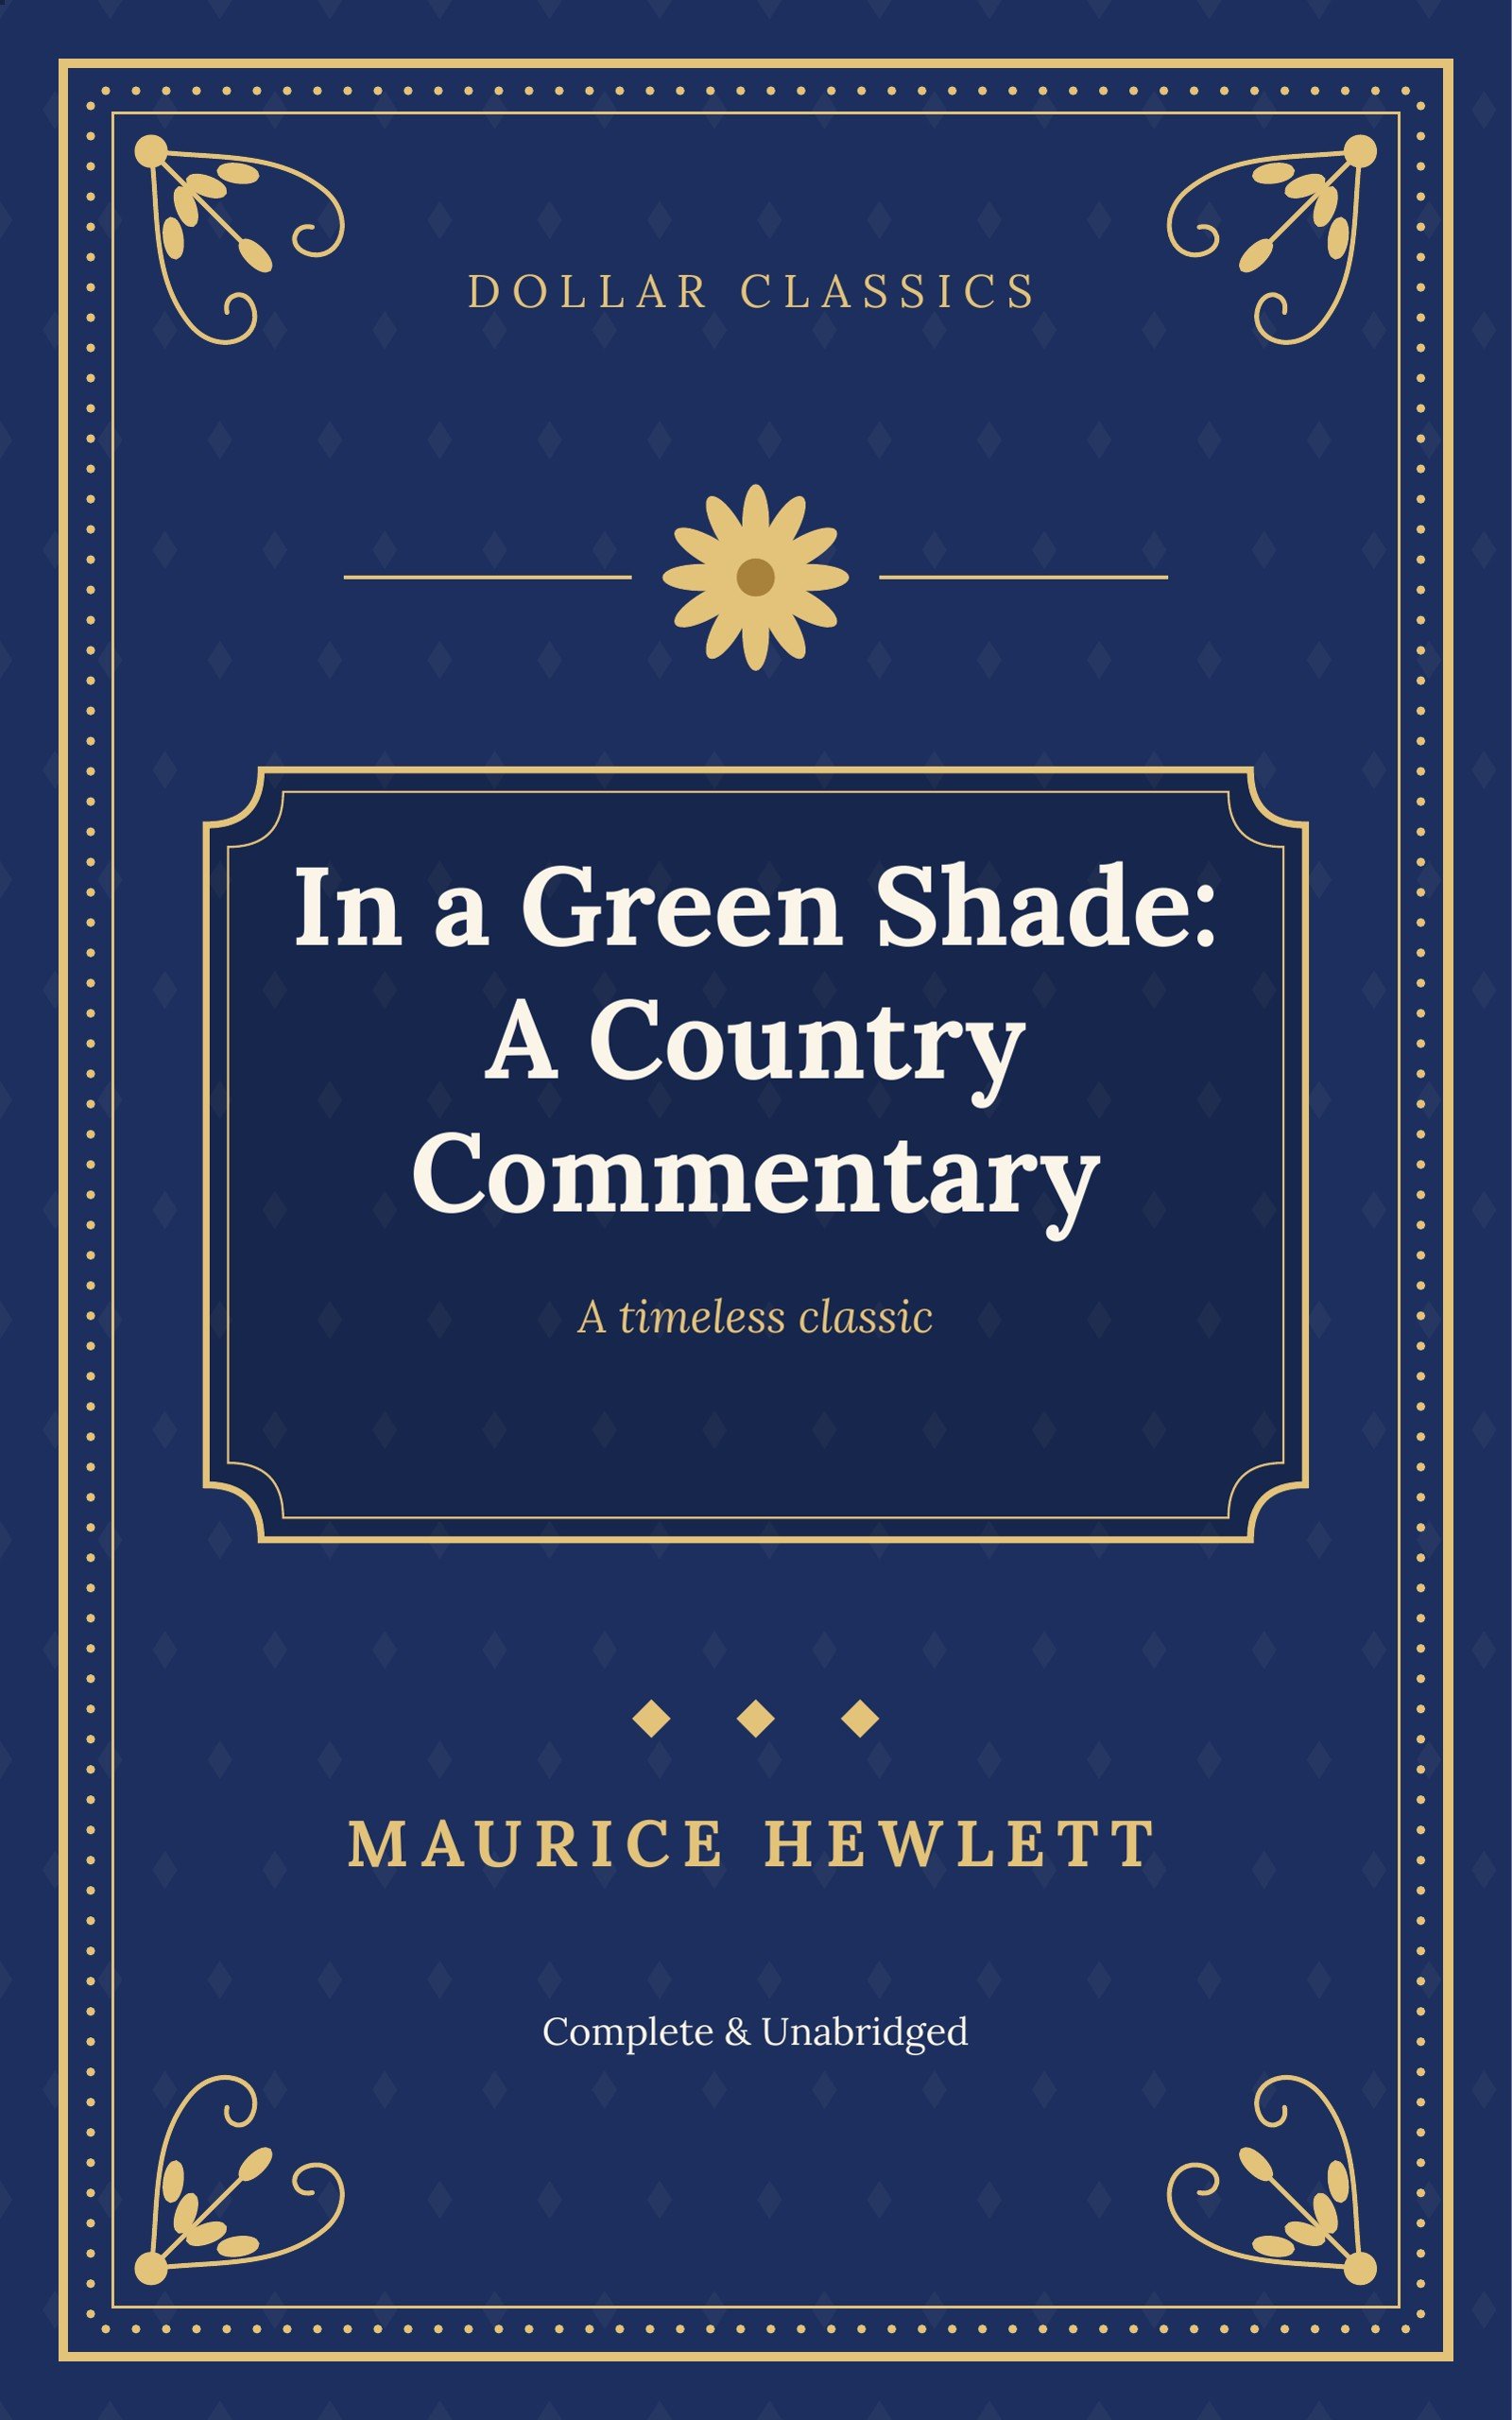 DOLLAR CLASSICS
In a Green Shade:
A Country
Commentary
A timeless classic
MAURICE HEWLETT
Complete & Unabridged